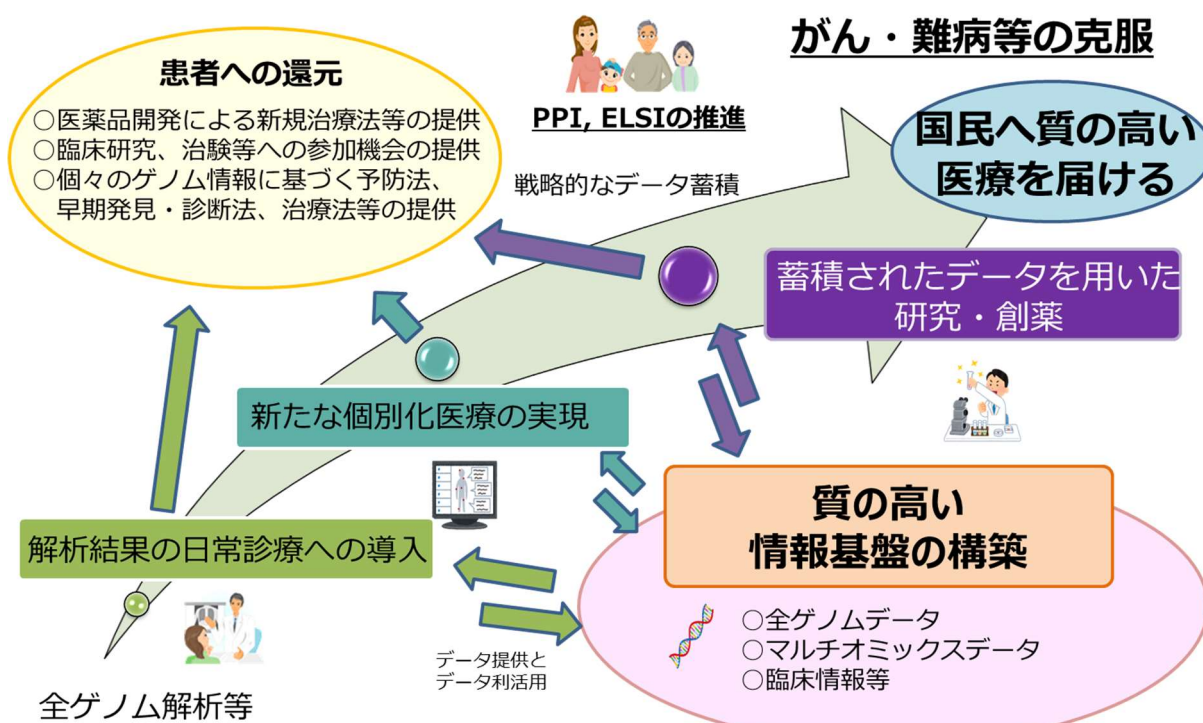 がん・難病等の克服
患者への還元
○医薬品開発による新規治療法等の提供
○臨床研究、治験等への参加機会の提供
○個々のゲノム情報に基づく予防法、
早期発見・診断法、治療法等の提供
PPI, ELSIの推進
戦略的なデータ蓄積
国民へ質の高い
医療を届ける
蓄積されたデータを用いた
研究・創薬
新たな個別化医療の実現
解析結果の日常診療への導入
質の高い
情報基盤の構築
○全ゲノムデータ
○マルチオミックスデータ
○臨床情報等
データ提供と
データ利活用
全ゲノム解析等